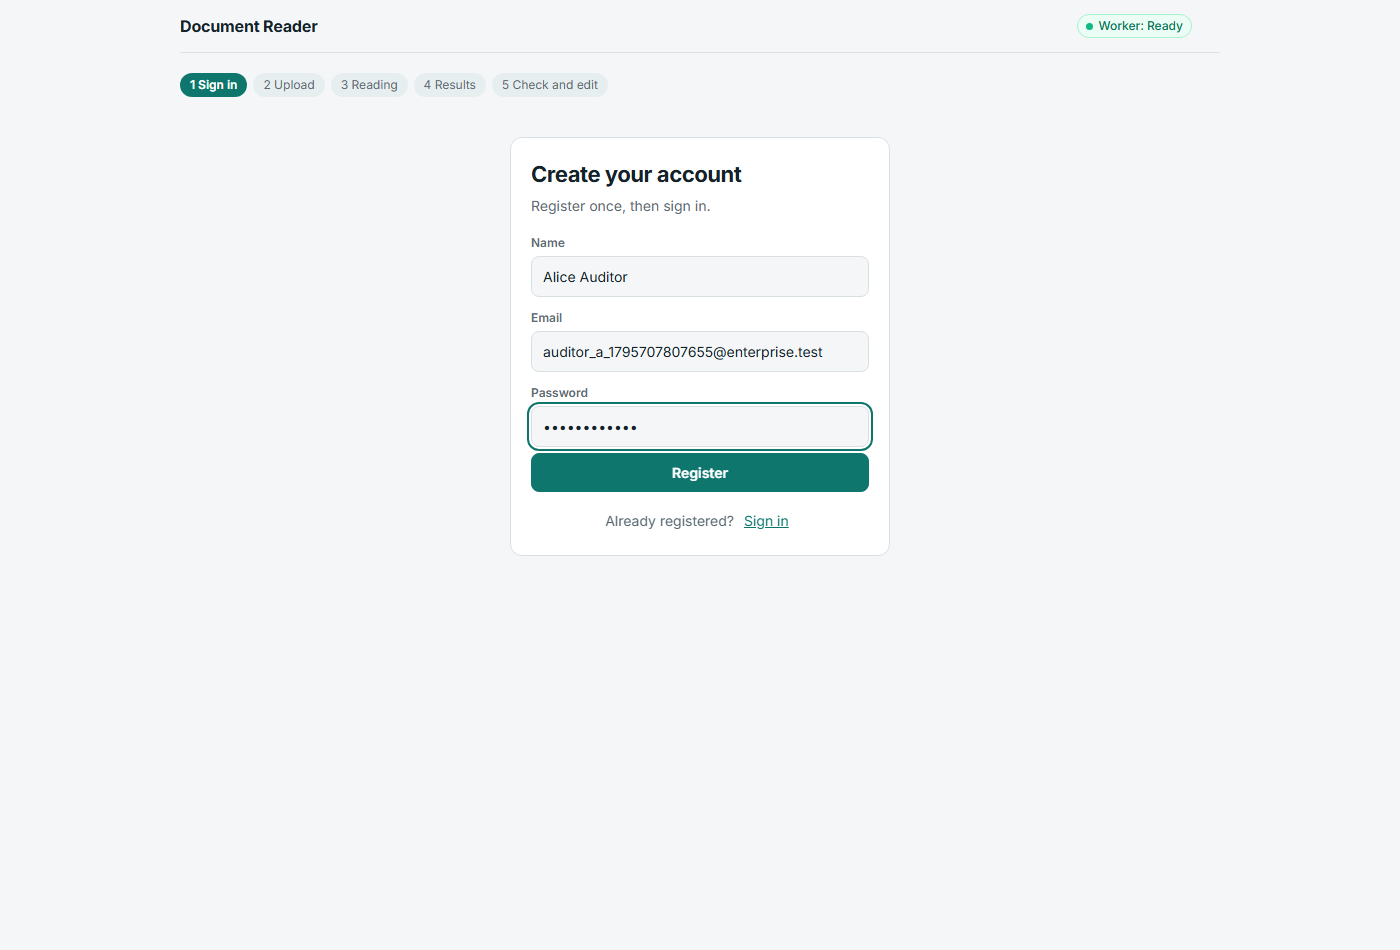 Document Reader
Worker: Ready
1 Sign in
2 Upload
3 Reading
4 Results
5 Check and edit
Create your account
Register once, then sign in.
Name
Alice Auditor
Email
auditor_a_1795707807655@enterprise.test
Password
••••••••••••
Register
Already registered? Sign in